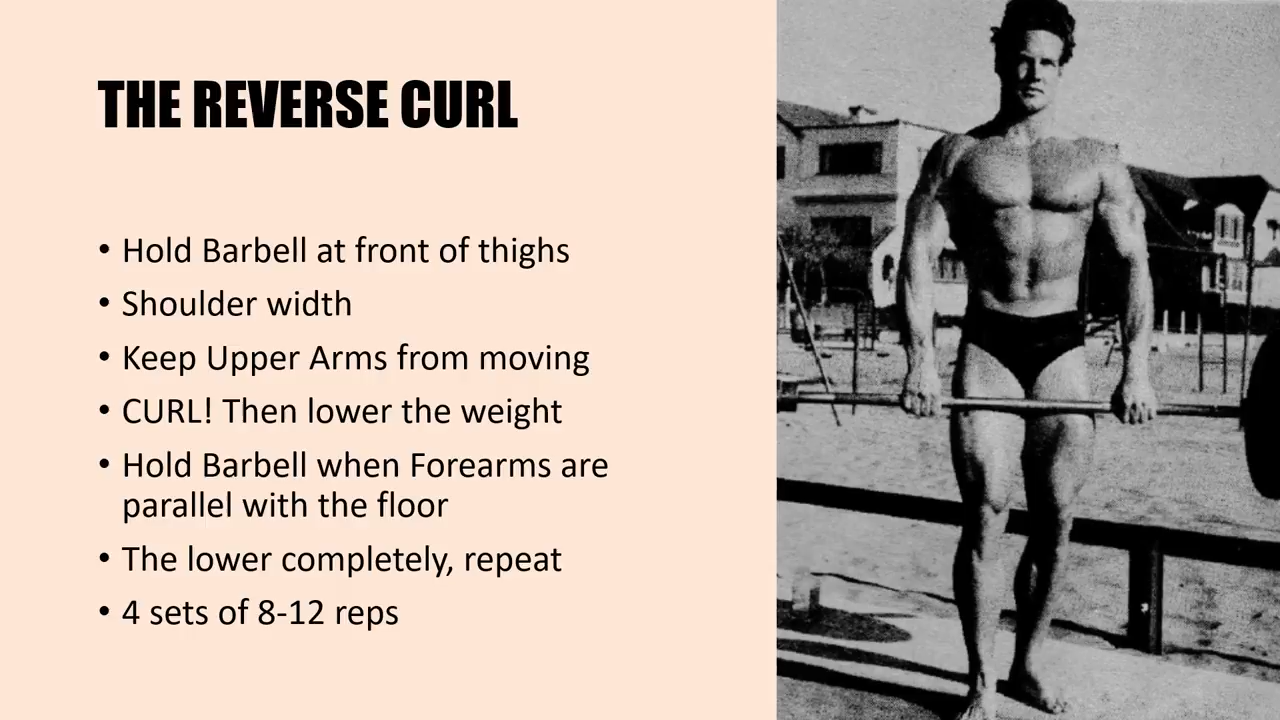 THE REVERSE CURL
• Hold Barbell at front of thighs
• Shoulder width
• Keep Upper Arms from moving
• CURL! Then lower the weight
• Hold Barbell when Forearms are
parallel with the floor
• The lower completely, repeat
• 4 sets of 8-12 reps